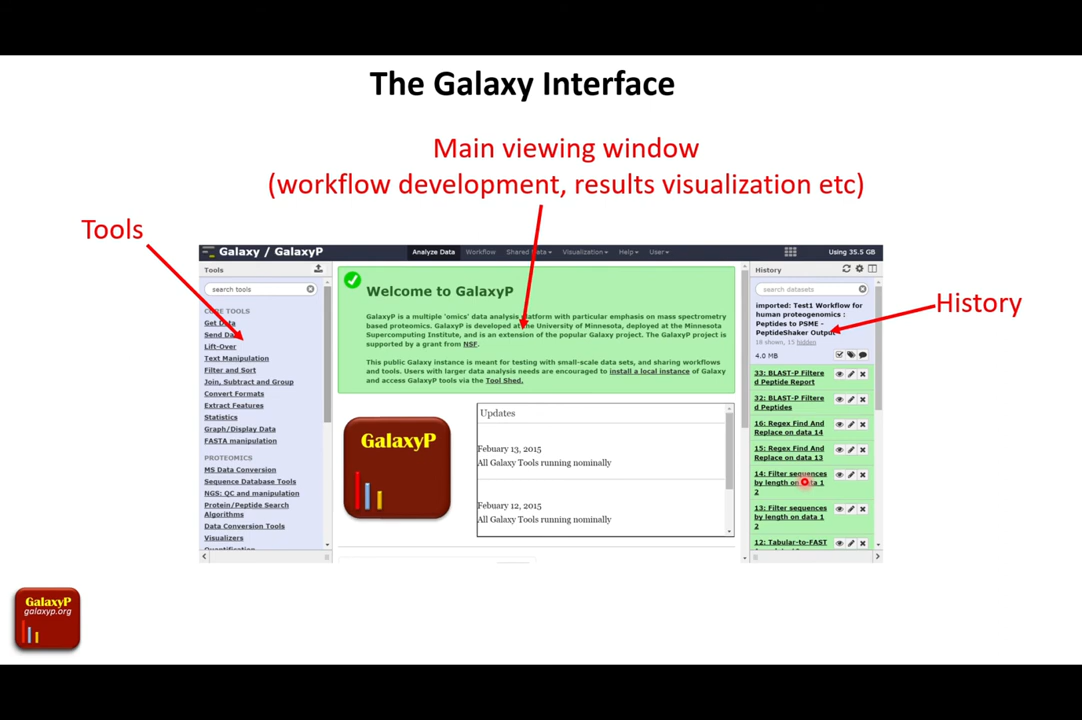 The Galaxy Interface
Main viewing window
(workflow development, results visualization etc)
Tools
History
Galaxy / GalaxyP
Analyze Data Workflow Shared Data Visualization Help User
Using 35.5 GB
Tools
search tools
CORE TOOLS
Get Data
Send Data
Lift-Over
Text Manipulation
Filter and Sort
Join, Subtract and Group
Convert Formats
Extract Features
Statistics
Graph/Display Data
FASTA manipulation
PROTEOMICS
MS Data Conversion
Sequence Database Tools
NGS: QC and manipulation
Protein/Peptide Search
Algorithms
Data Conversion Tools
Visualizers
Quantification
Welcome to GalaxyP
GalaxyP is a multiple 'omics' data analysis platform with particular emphasis on mass spectrometry
based proteomics. GalaxyP is developed at the University of Minnesota, deployed at the Minnesota
Supercomputing Institute, and is an extension of the popular Galaxy project. The GalaxyP project is
supported by a grant from NSF.
This public Galaxy instance is meant for testing with small-scale data sets, and sharing workflows
and tools. Users with larger data analysis needs are encouraged to install a local instance of Galaxy
and access GalaxyP tools via the Tool Shed.
GalaxyP
Updates
Febuary 13, 2015
All Galaxy Tools running nominally
Febuary 12, 2015
All Galaxy Tools running nominally
History
search datasets
imported: Test1 Workflow for
human proteogenomics :
Peptides to PSME -
PeptideShaker Output
18 shown, 15 hidden
4.0 MB
33: BLAST-P Filtere
d Peptide Report
32: BLAST-P Filtere
d Peptides
16: Regex Find And
Replace on data 14
15: Regex Find And
Replace on data 13
14: Filter sequences
by length on data 1
2
13: Filter sequences
by length on data 1
2
12: Tabular-to-FAST
GalaxyP
galaxyp.org